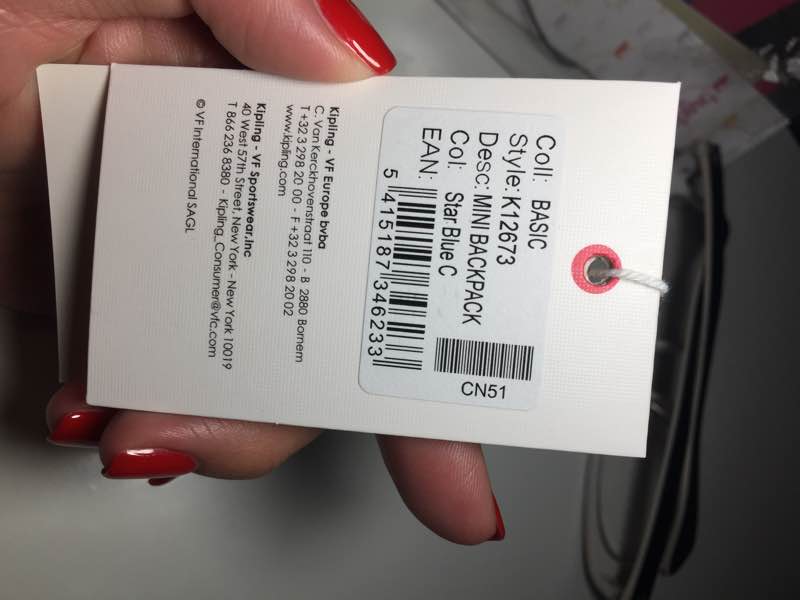 Coll: BASIC
Style: K12673
Desc: MINI BACKPACK
Col: Star Blue C
EAN:
5 415187 346233
CN51
Kipling - VF Europe bvba
C. Van Kerckhovenstraat 110 - B 2880 Bornem
T +32 3 298 20 00 - F +32 3 298 20 02
www.kipling.com
Kipling - VF Sportswear,Inc
40 West 57th Street, New York - New York 10019
T 866 236 8380 - Kipling_Consumer@vfc.com
© VF International SAGL